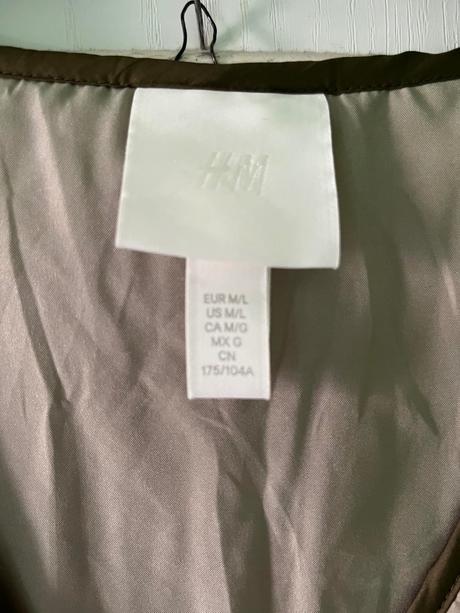 H&M
EUR M/L
US M/L
CA M/G
MX G
CN
175/104A